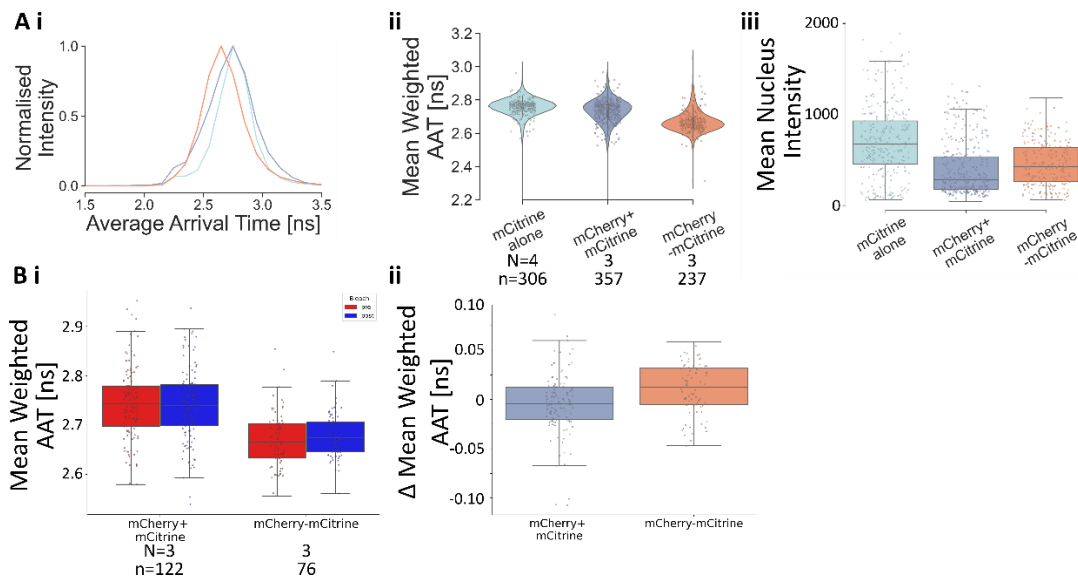 A i
Normalised
Intensity
1.0
0.5
0.0
1.5
2.0
2.5
3.0
3.5
Average Arrival Time [ns]
ii
Mean Weighted
AAT [ns]
3.2
3.0
2.8
2.6
2.4
2.2
mCitrine
alone
mCherry+
mCitrine
mCherry
-mCitrine
N=4
3
3
n=306
357
237
iii
Mean Nucleus
Intensity
2000
1000
0
mCitrine
alone
mCherry+
mCitrine
mCherry
-mCitrine
B i
Mean Weighted
AAT [ns]
2.9
2.8
2.7
2.6
Bleach
pre
post
mCherry+
mCitrine
mCherry-mCitrine
N=3
3
n=122
76
ii
Δ Mean Weighted
AAT [ns]
0.10
0.05
0
-0.05
-0.10
mCherry+
mCitrine
mCherry-mCitrine